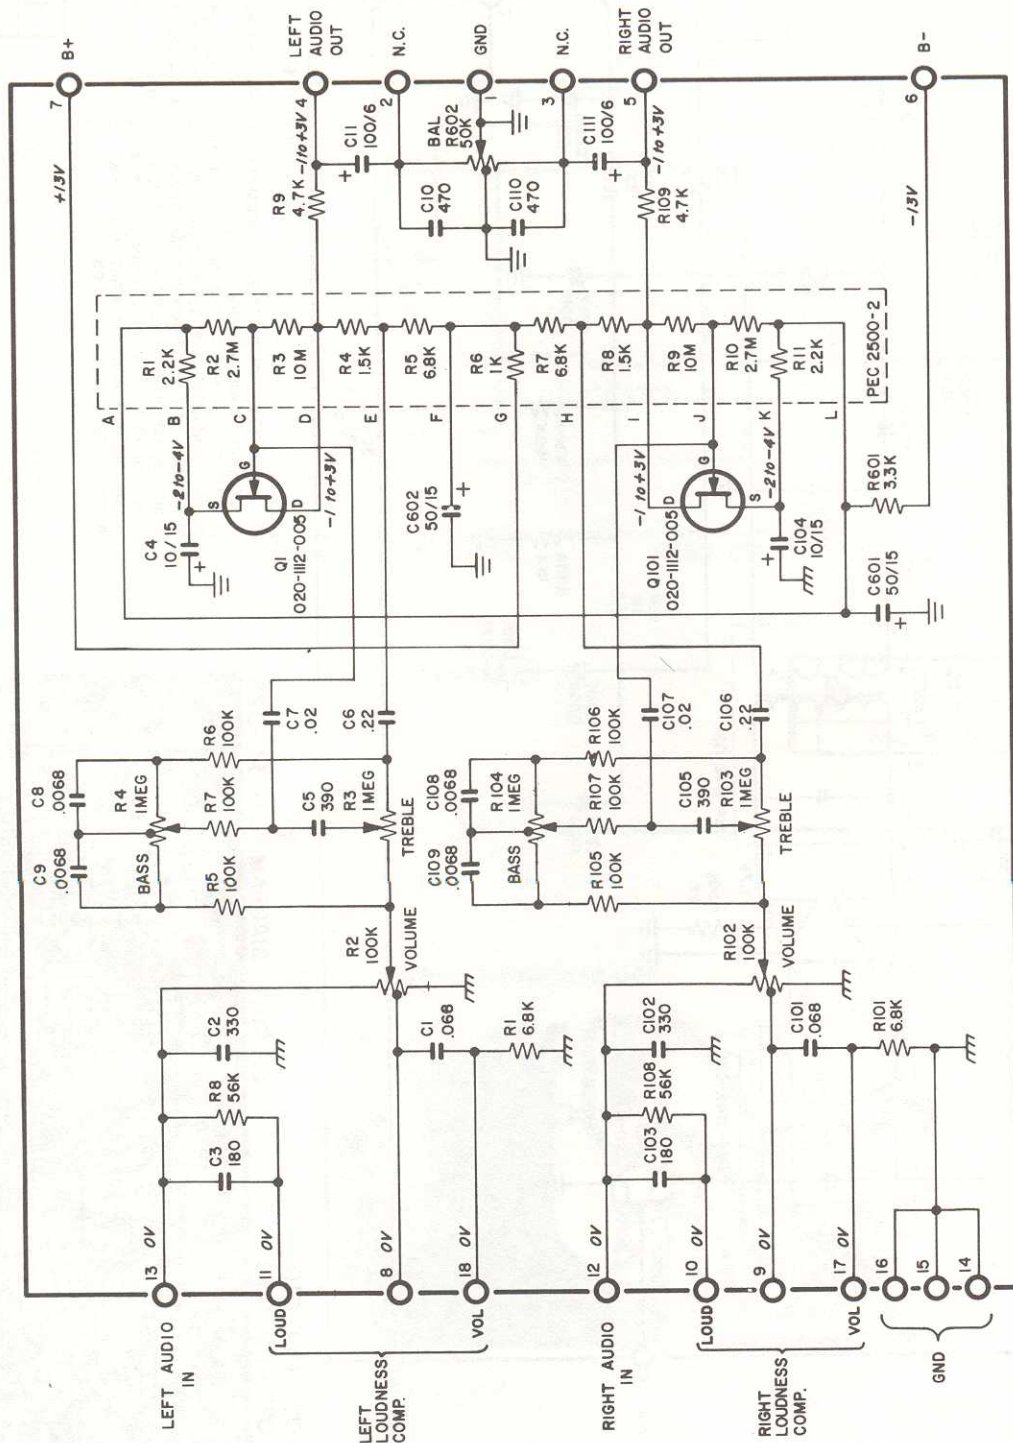 B+
7
+13V
LEFT
AUDIO
OUT
4
-1 to +3V
R9
4.7K
C11
100/6
+
N.C.
2
GND
1
BAL
R602
50K
C10
470
C110
470
N.C.
3
C111
100/6
+
RIGHT
AUDIO
OUT
5
-1 to +3V
R109
4.7K
B-
6
-13V
PEC 2500-2
A
R1
2.2K
B
R2
2.7M
C
R3
10M
D
R4
1.5K
E
R5
6.8K
F
R6
1K
G
R7
6.8K
H
R8
1.5K
I
R9
10M
J
R10
2.7M
K
R11
2.2K
L
-2 to -4V
S
G
D
C4
10/15
+
Q1
020-1112-005
-1 to +3V
C602
50/15
+
-1 to +3V
D
G
S
Q101
020-1112-005
-2 to -4V
C104
10/15
+
R601
3.3K
C601
50/15
+
C8
.0068
C9
.0068
R4
1MEG
BASS
R6
100K
R7
100K
R5
100K
C7
.02
C5
390
C6
.22
R3
1MEG
TREBLE
C108
.0068
C109
.0068
R104
1MEG
BASS
R106
100K
R107
100K
R105
100K
C107
.02
C105
390
C106
.22
R103
1MEG
TREBLE
R2
100K
VOLUME
C2
330
R8
56K
C3
180
C1
.068
R1
6.8K
R102
100K
VOLUME
C102
330
R108
56K
C103
180
C101
.068
R101
6.8K
LEFT AUDIO
IN
13
0V
LOUD
11
0V
8
0V
VOL
18
0V
LEFT
LOUDNESS
COMP.
RIGHT AUDIO
IN
12
0V
LOUD
10
0V
9
0V
VOL
17
0V
RIGHT
LOUDNESS
COMP.
16
15
14
GND